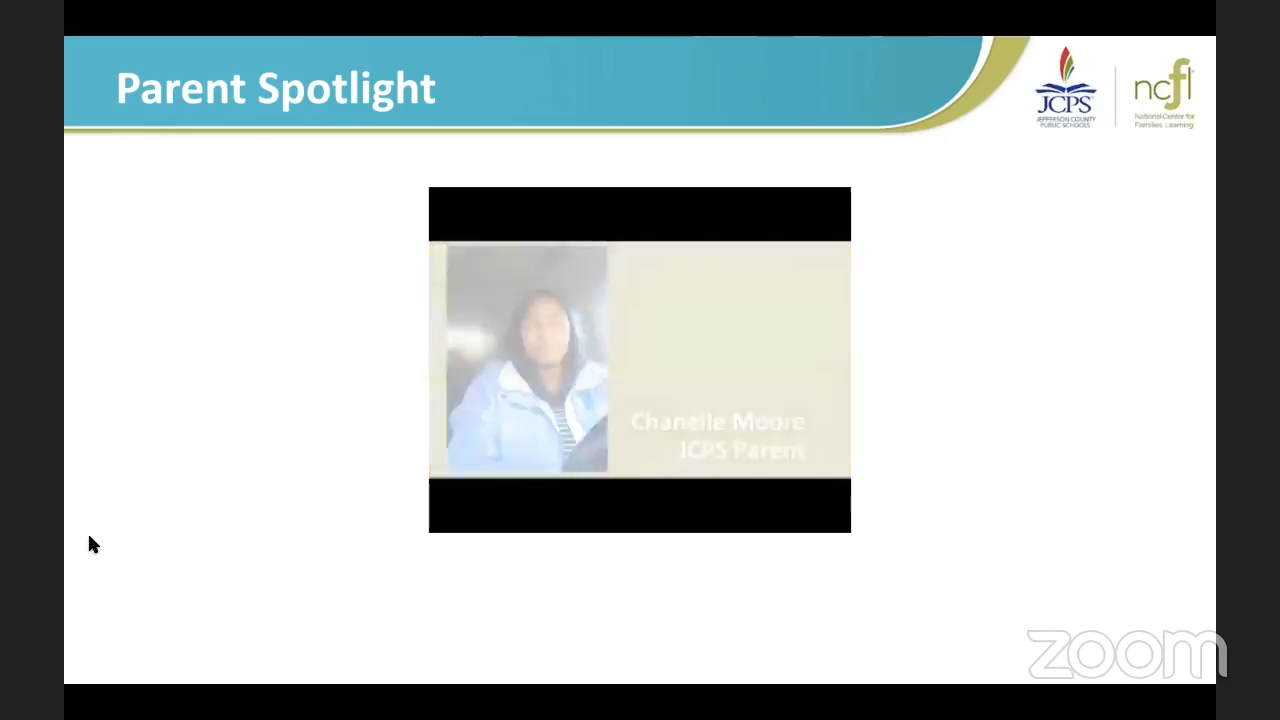 Parent Spotlight
JCPS
JEFFERSON COUNTY
PUBLIC SCHOOLS
ncfl
National Center for
Families Learning
Chanelle Moore
JCPS Parent
zoom